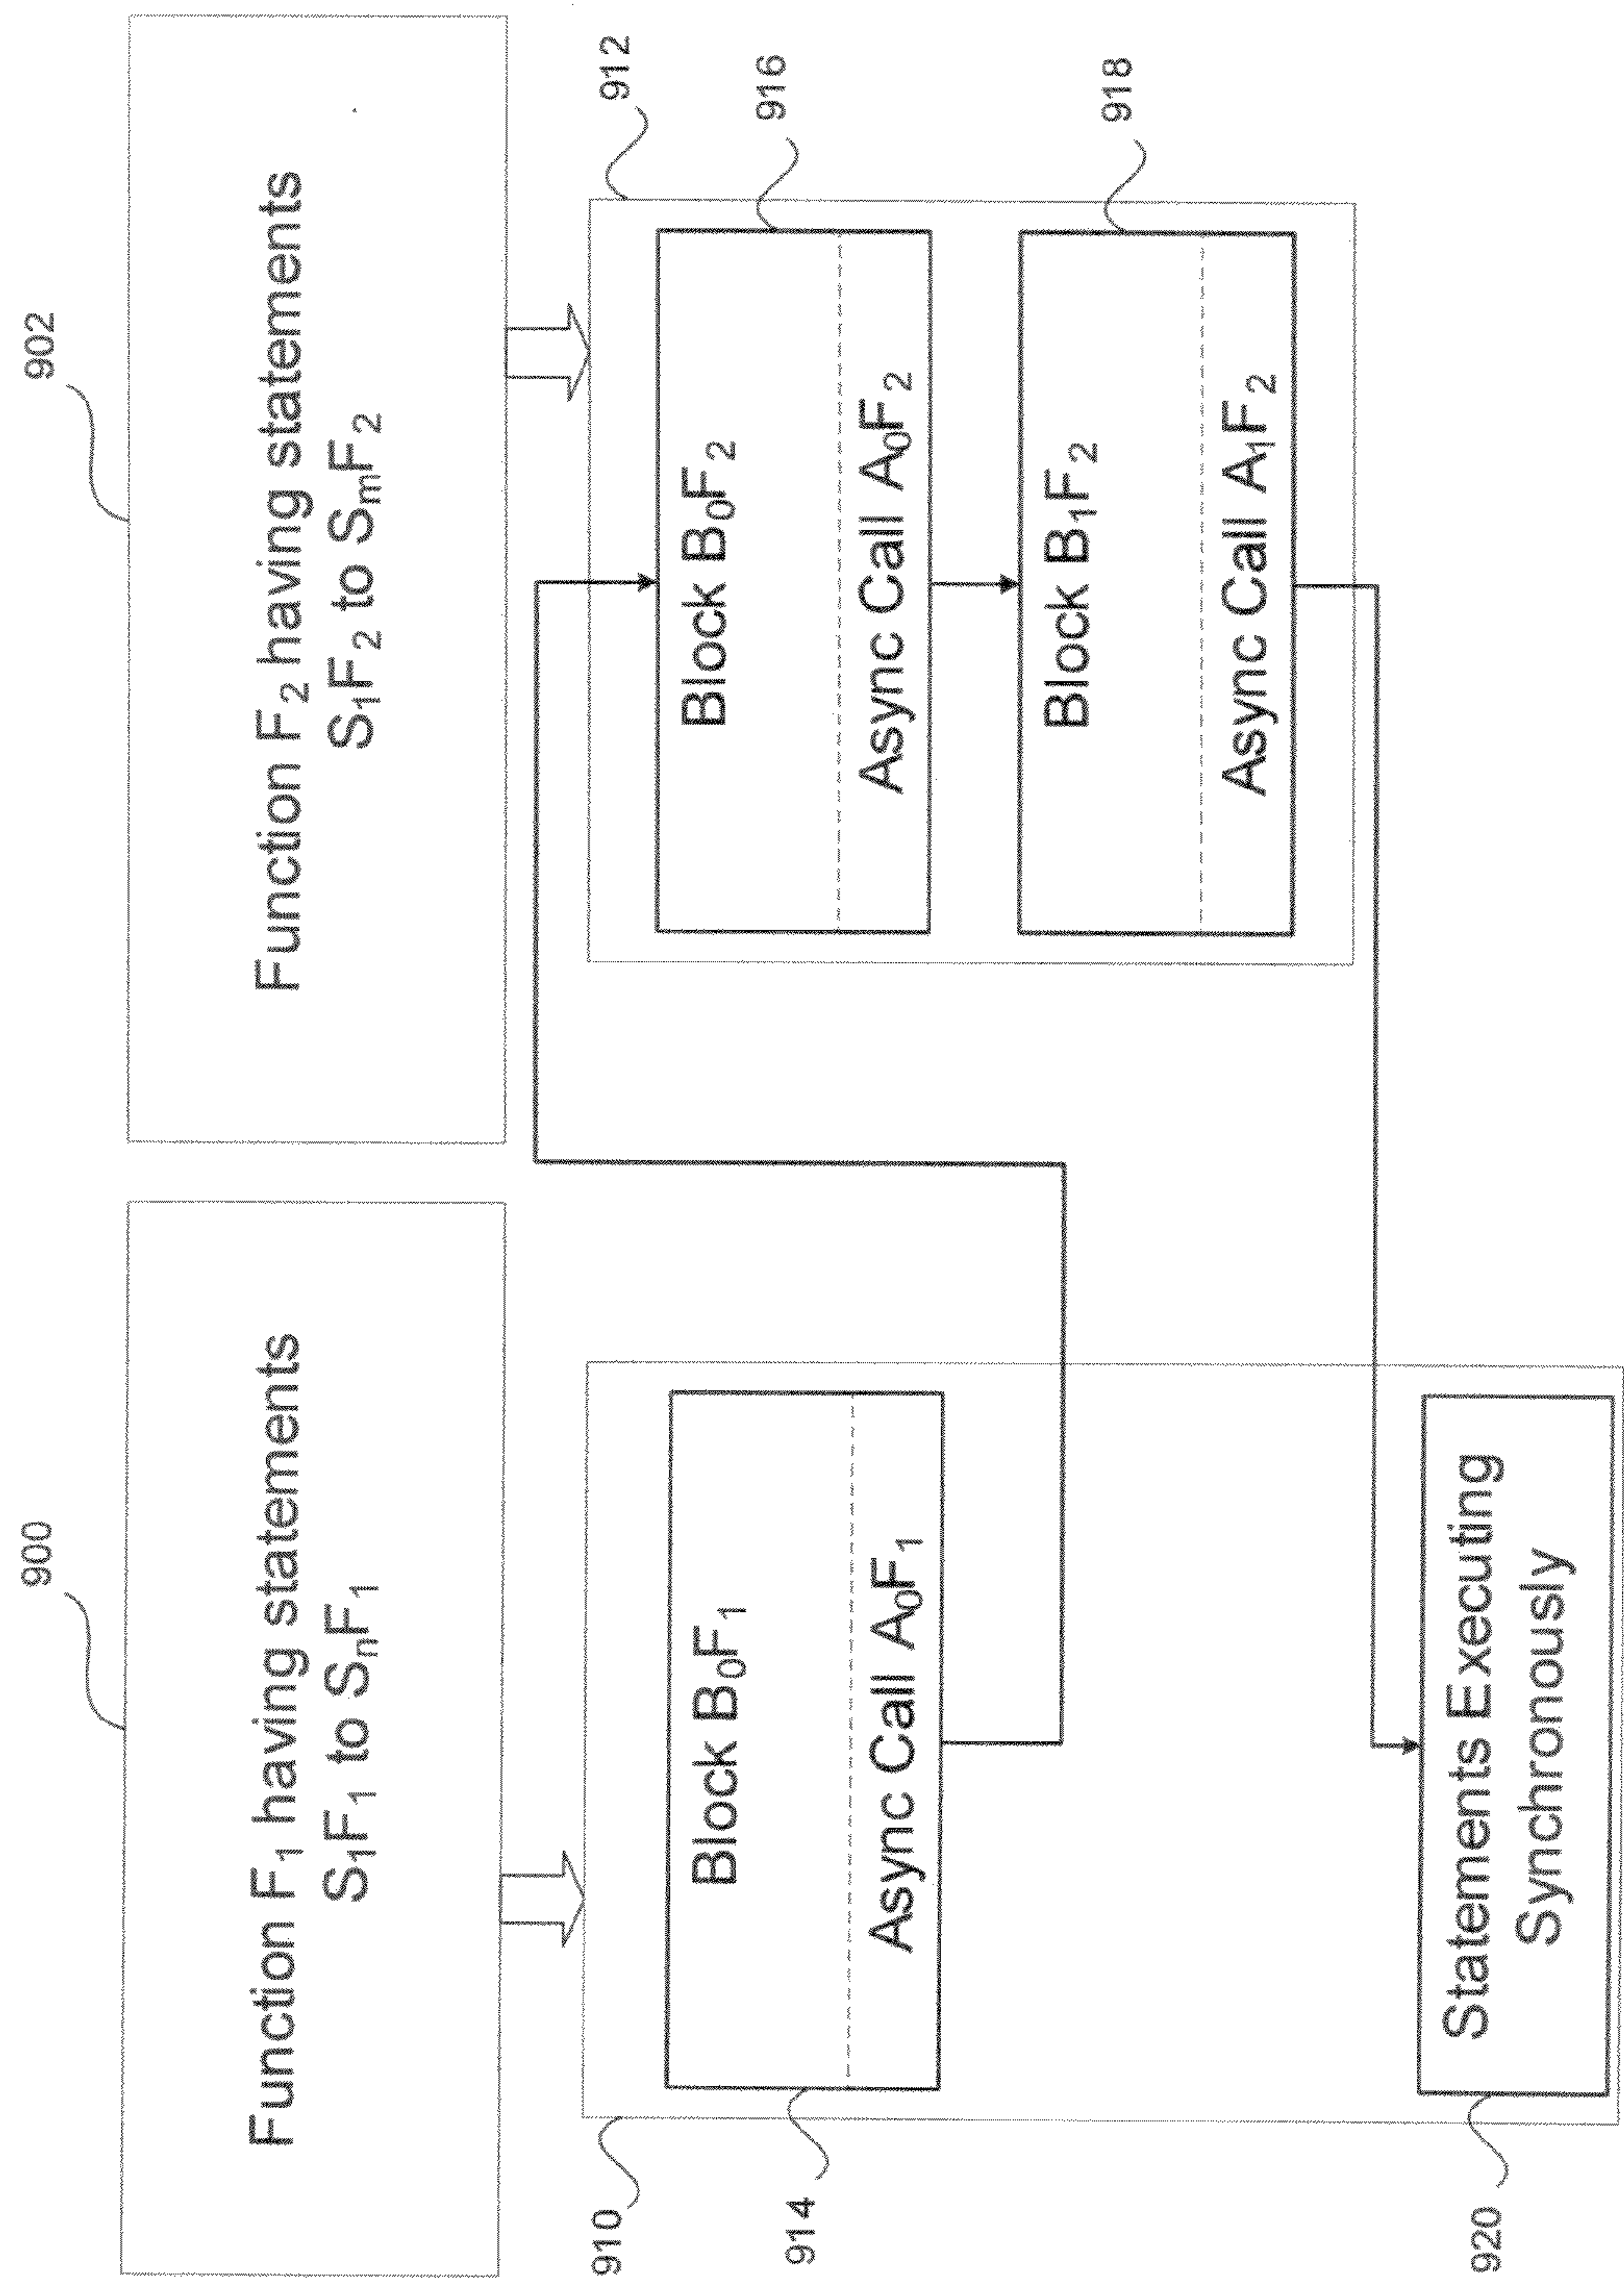 900
Function F₁ having statements
S₁F₁ to SₙF₁
902
Function F₂ having statements
S₁F₂ to SₘF₂
910
914
Block B₀F₁
Async Call A₀F₁
912
916
Block B₀F₂
Async Call A₀F₂
918
Block B₁F₂
Async Call A₁F₂
920
Statements Executing
Synchronously